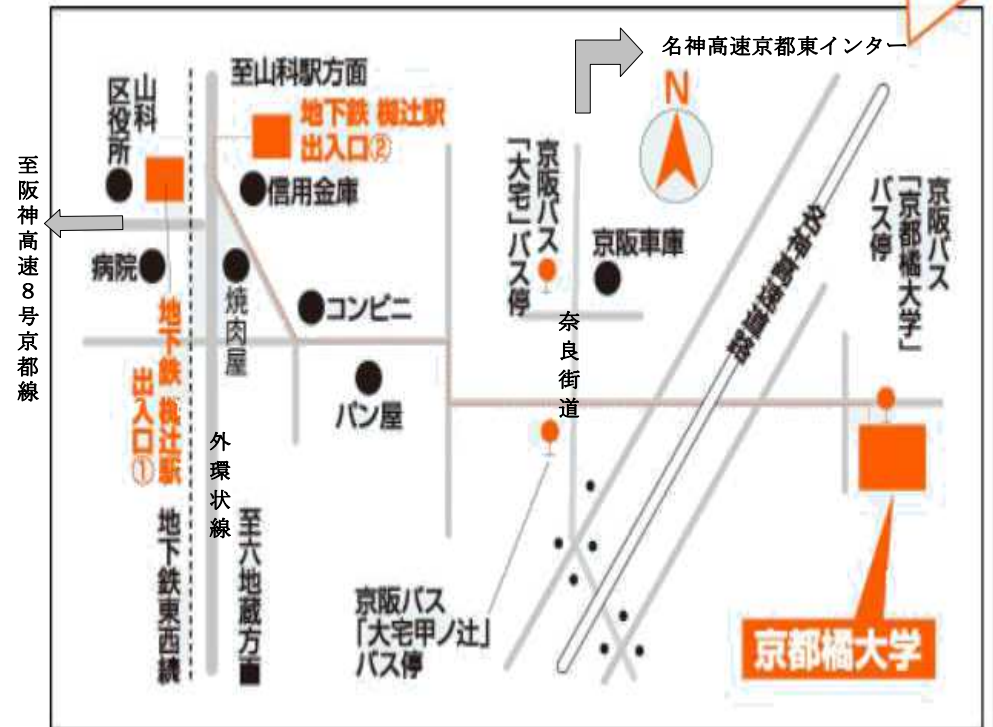 名神高速京都東インター
至山科駅方面
地下鉄 椥辻駅
出入口②
山科
区役所
信用金庫
至阪神高速8号京都線
病院
焼肉屋
コンビニ
パン屋
地下鉄 椥辻駅
出入口①
外環状線
地下鉄東西線
至六地蔵方面
京阪バス
「大宅」バス停
N
京阪車庫
奈良街道
名神高速道路
京阪バス
「京都橘大学」
バス停
京阪バス
「大宅甲ノ辻」
バス停
京都橘大学